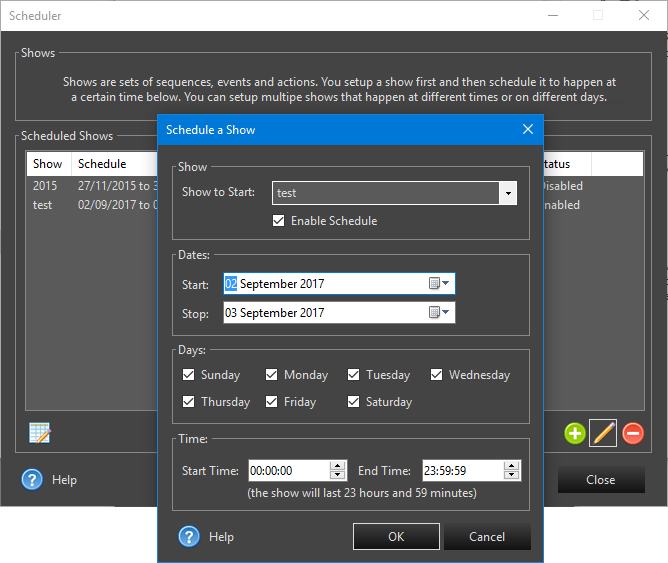 Scheduler
Shows
Shows are sets of sequences, events and actions. You setup a show first and then schedule it to happen at
a certain time below. You can setup multipe shows that happen at different times or on different days.
Scheduled Shows
Show Schedule
2015 27/11/2015 to 3 Disabled
test 02/09/2017 to 0
Schedule a Show
Show
Show to Start: test
Enable Schedule
Dates:
Start: 02 September 2017
Stop: 03 September 2017
Days:
Sunday Monday Tuesday Wednesday
Thursday Friday Saturday
Time:
Start Time: 00:00:00 End Time: 23:59:59
(the show will last 23 hours and 59 minutes)
Help OK Cancel
Help Close